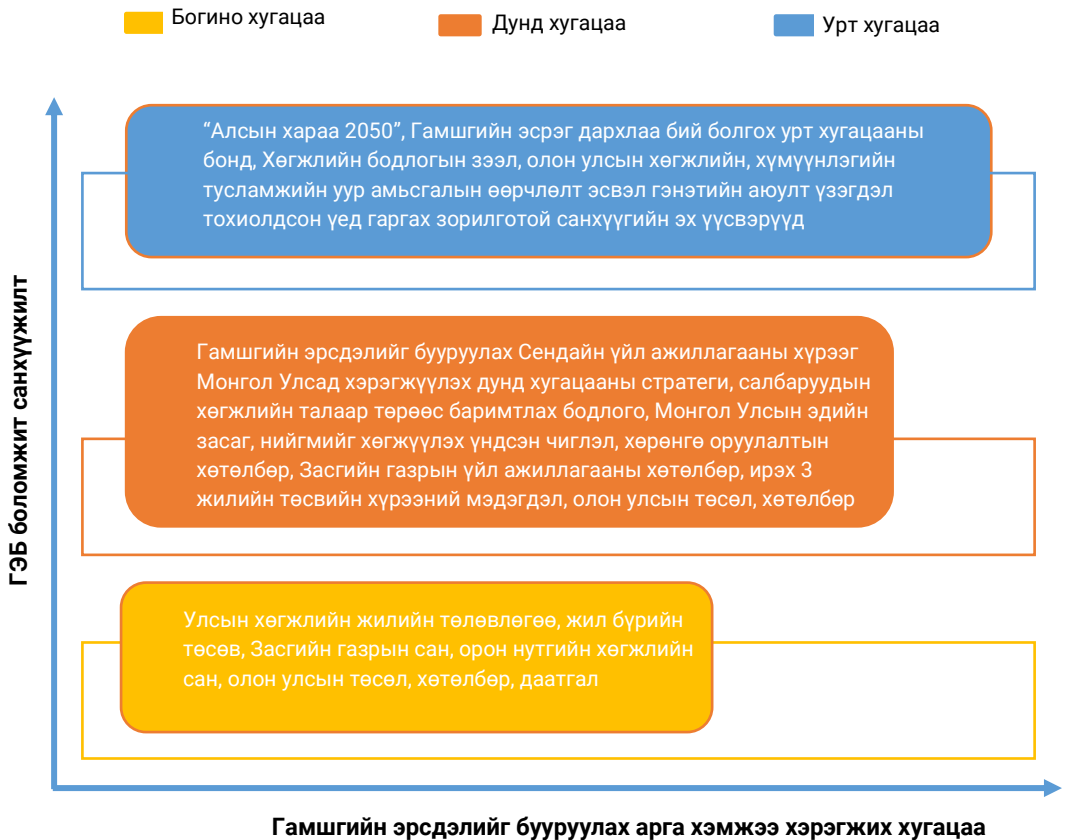 Богино хугацаа
Дунд хугацаа
Урт хугацаа
“Алсын хараа 2050”, Гамшгийн эсрэг дархлаа бий болгох урт хугацааны
бонд, Хөгжлийн бодлогын зээл, олон улсын хөгжлийн, хүмүүнлэгийн
тусламжийн уур амьсгалын өөрчлөлт эсвэл гэнэтийн аюулт үзэгдэл
тохиолдсон үед гаргах зорилготой санхүүгийн эх үүсвэрүүд
Гамшгийн эрсдэлийг бууруулах Сендайн үйл ажиллагааны хүрээг
Монгол Улсад хэрэгжүүлэх дунд хугацааны стратеги, салбаруудын
хөгжлийн талаар төрөөс баримтлах бодлого, Монгол Улсын эдийн
засаг, нийгмийг хөгжүүлэх үндсэн чиглэл, хөрөнгө оруулалтын
хөтөлбөр, Засгийн газрын үйл ажиллагааны хөтөлбөр, ирэх 3
жилийн төсвийн хүрээний мэдэгдэл, олон улсын төсөл, хөтөлбөр
Улсын хөгжлийн жилийн төлөвлөгөө, жил бүрийн
төсөв, Засгийн газрын сан, орон нутгийн хөгжлийн
сан, олон улсын төсөл, хөтөлбөр, даатгал
ГЭБ боломжит санхүүжилт
Гамшгийн эрсдэлийг бууруулах арга хэмжээ хэрэгжих хугацаа